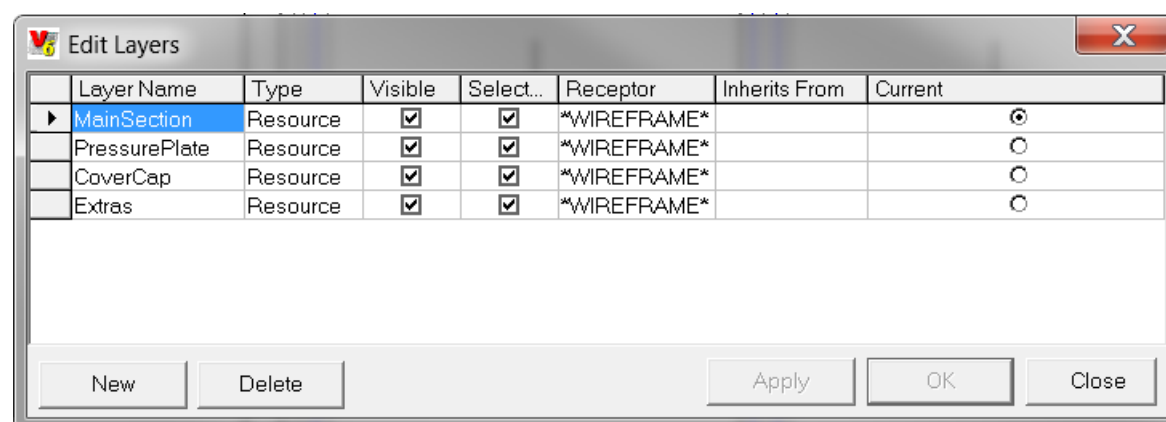 Edit Layers
Layer Name Type Visible Select... Receptor Inherits From Current
MainSection Resource *WIREFRAME*
PressurePlate Resource *WIREFRAME*
CoverCap Resource *WIREFRAME*
Extras Resource *WIREFRAME*
New Delete Apply OK Close